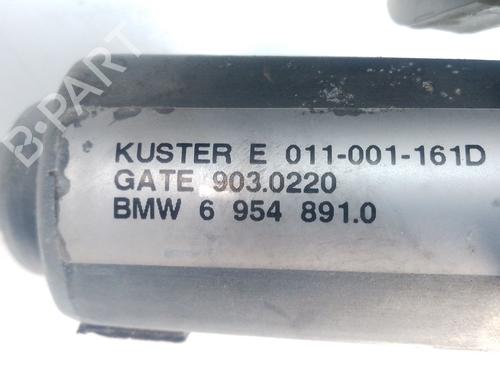 B-PART
KUSTER E 011-001-161D
GATE 903.0220
BMW 6 954 891.0